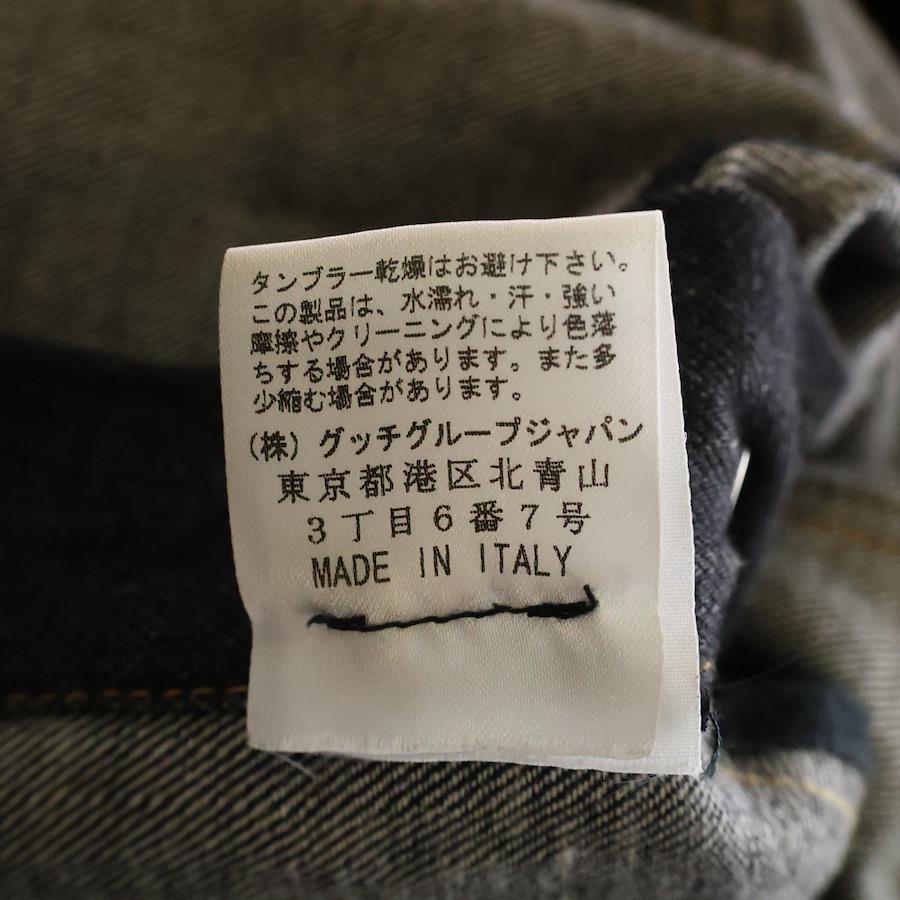 タンブラー乾燥はお避け下さい。
この製品は、水濡れ・汗・強い
摩擦やクリーニングにより色落
ちする場合があります。また多
少縮む場合があります。
(株) グッチグループジャパン
東京都港区北青山
3丁目6番7号
MADE IN ITALY